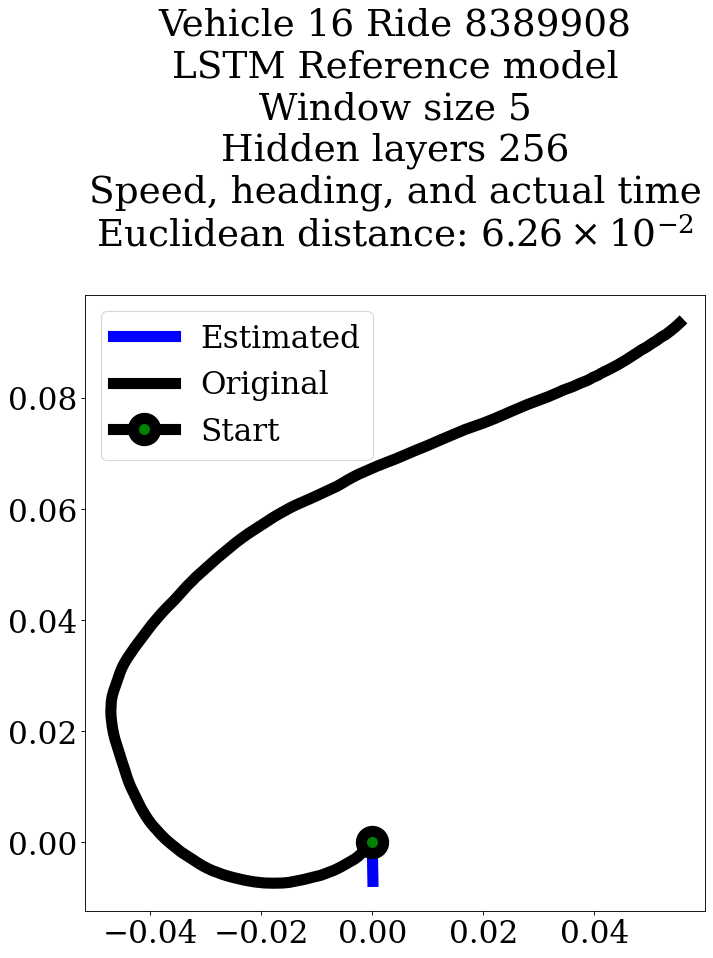 Vehicle 16 Ride 8389908
LSTM Reference model
Window size 5
Hidden layers 256
Speed, heading, and actual time
Euclidean distance: 6.26 × 10⁻²
Estimated
Original
Start
0.08
0.06
0.04
0.02
0.00
−0.04 −0.02 0.00 0.02 0.04